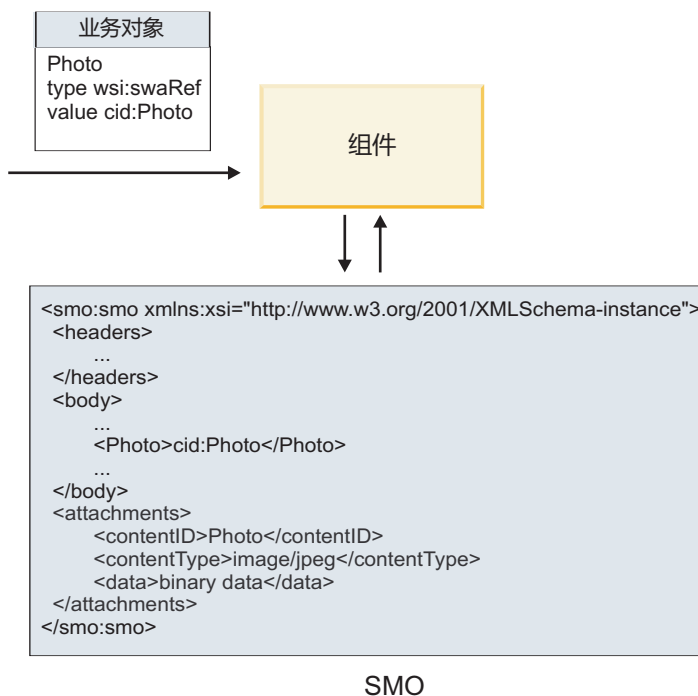 业务对象
Photo
type wsi:swaRef
value cid:Photo
组件
<smo:smo xmlns:xsi="http://www.w3.org/2001/XMLSchema-instance">
<headers>
...
</headers>
<body>
...
<Photo>cid:Photo</Photo>
...
</body>
<attachments>
<contentID>Photo</contentID>
<contentType>image/jpeg</contentType>
<data>binary data</data>
</attachments>
</smo:smo>
SMO